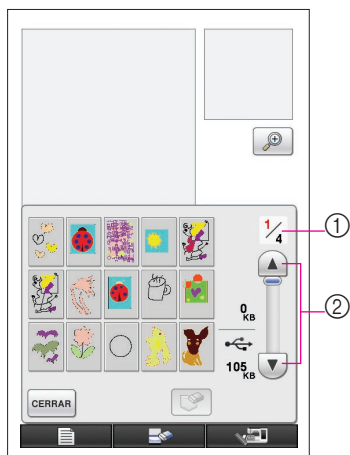 1/4
①
②
0 KB
105 KB
CERRAR